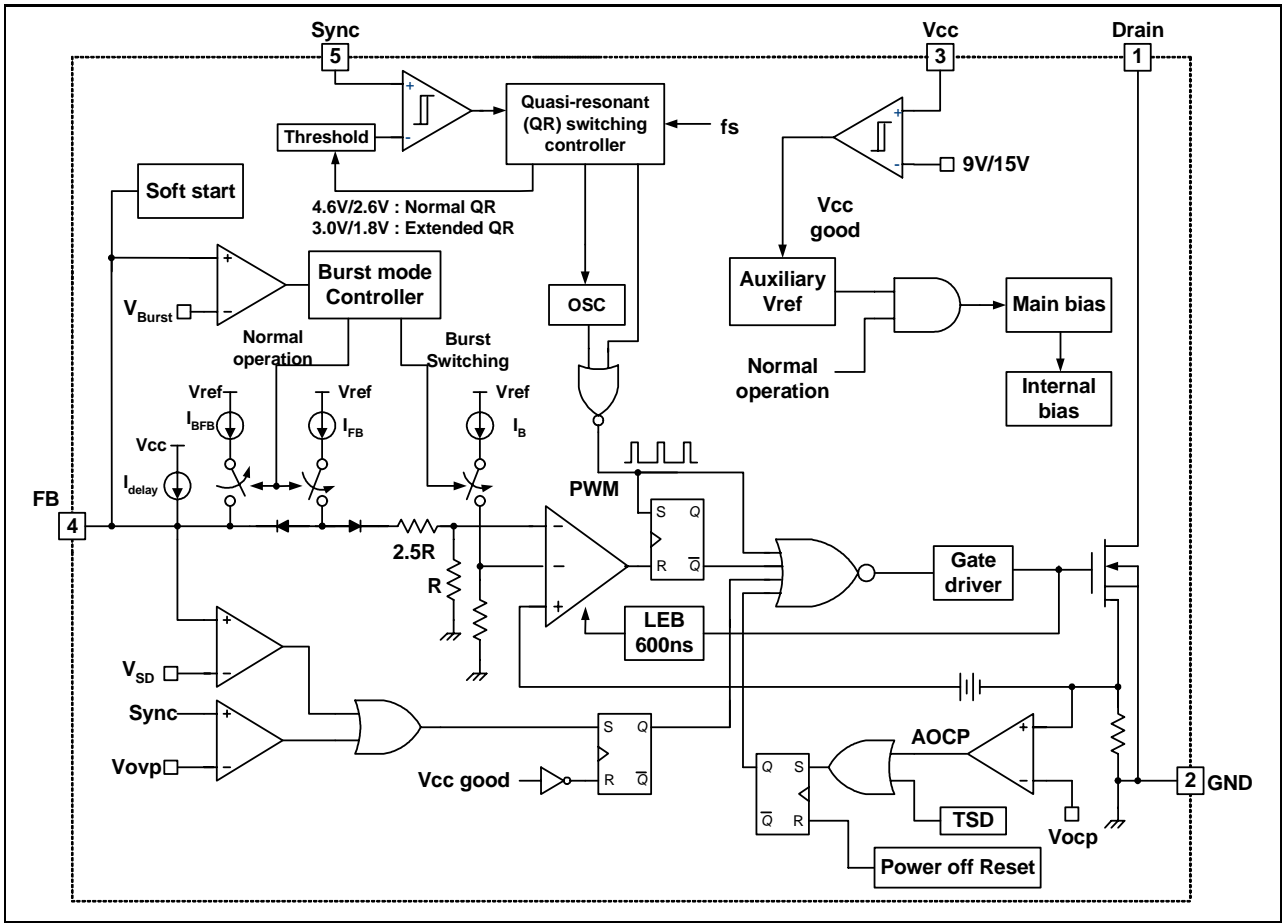 Sync
Vcc
Drain
5
3
1
+
-
Threshold
Quasi-resonant
(QR) switching
controller
fs
+
-
9V/15V
Soft start
4.6V/2.6V : Normal QR
3.0V/1.8V : Extended QR
Vcc
good
+
−
VBurst
Burst mode
Controller
OSC
Auxiliary
Vref
Main bias
Normal
operation
Burst
Switching
Normal
operation
Internal
bias
Vref
Vref
Vref
IBFB
IFB
IB
Vcc
Idelay
FB
4
PWM
2.5R
R
−
−
+
S Q
R Q̅
Gate
driver
LEB
600ns
+
−
VSD
Sync
+
Vovp
−
S Q
R Q̅
Vcc good
Q S
Q̅ R
AOCP
+
−
TSD
Vocp
2
GND
Power off Reset